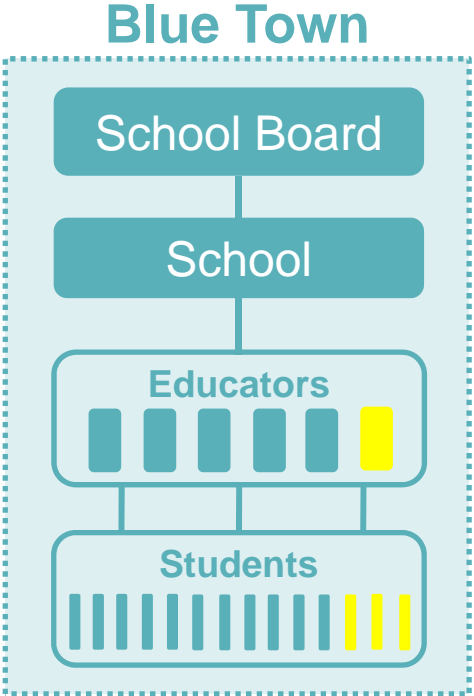 Blue Town
School Board
School
Educators
Students